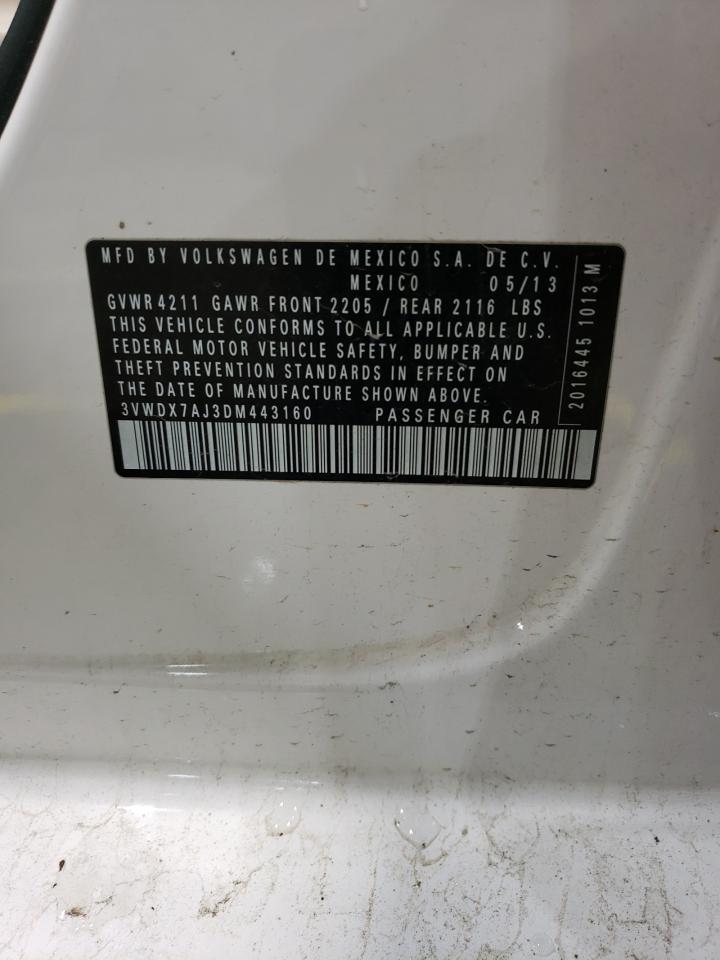 MFD BY VOLKSWAGEN DE MEXICO S.A. DE C.V.
MEXICO 05/13
GVWR 4211 GAWR FRONT 2205 / REAR 2116 LBS
THIS VEHICLE CONFORMS TO ALL APPLICABLE U.S.
FEDERAL MOTOR VEHICLE SAFETY, BUMPER AND
THEFT PREVENTION STANDARDS IN EFFECT ON
THE DATE OF MANUFACTURE SHOWN ABOVE.
3VWDX7AJ3DM443160 PASSENGER CAR
2016445 1013 M